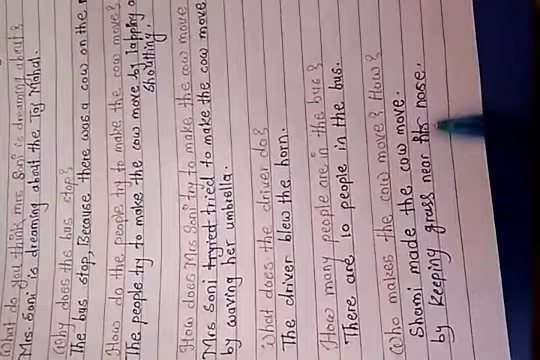 What do you think Mrs. Soni is dreaming about?
Mrs. Soni is dreaming about the Taj Mahal.
Why does the bus stop?
The bus stop, Because there was a cow on the
How do the people try to make the cow move?
The people try to make the cow move by
shoutting.
How does Mrs Soni try to make the cow move
Mrs Soni tryied tried to make the cow move
by waving her umbrella.
What does the driver do?
The driver blew the horn.
How many people are in the bus?
There are 10 people in the bus.
Who makes the cow move? How?
Shami made the cow move.
by keeping grass near its nose.